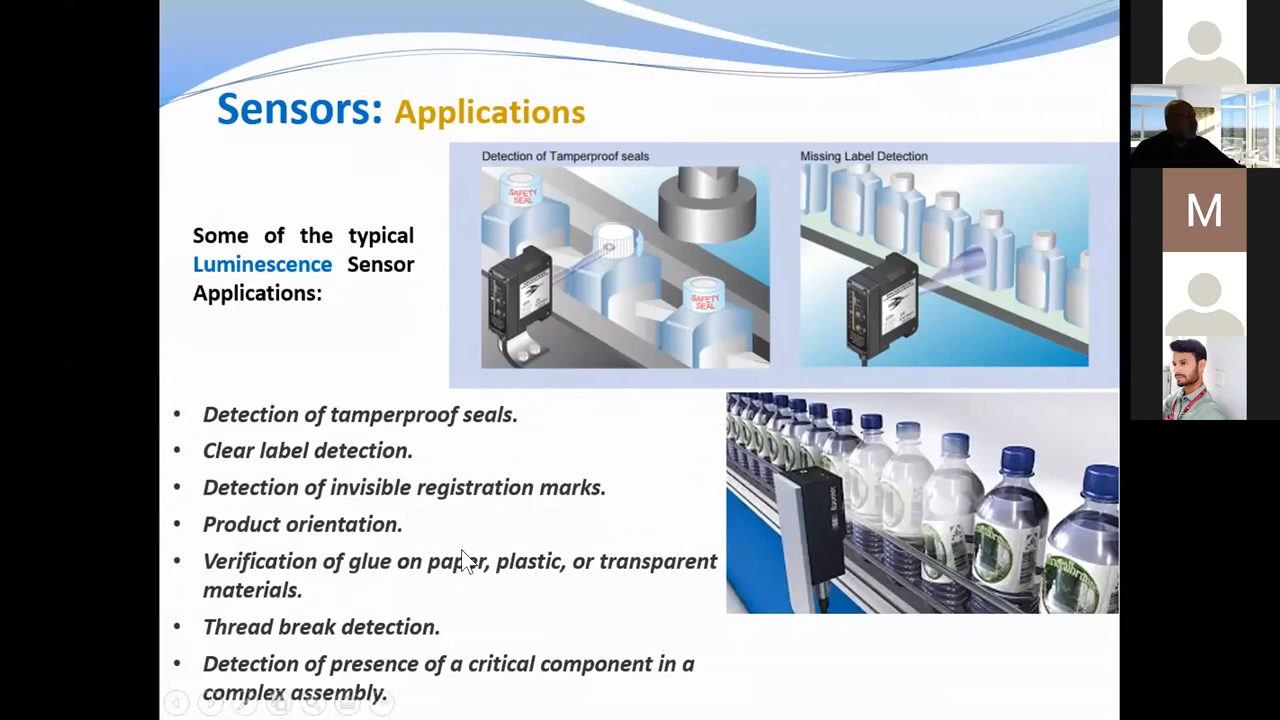 Sensors: Applications
Detection of Tamperproof seals
Missing Label Detection
SAFETY
SEAL
SAFETY
SEAL
Some of the typical
Luminescence Sensor
Applications:
M
• Detection of tamperproof seals.
• Clear label detection.
• Detection of invisible registration marks.
• Product orientation.
• Verification of glue on paper, plastic, or transparent
materials.
• Thread break detection.
• Detection of presence of a critical component in a
complex assembly.